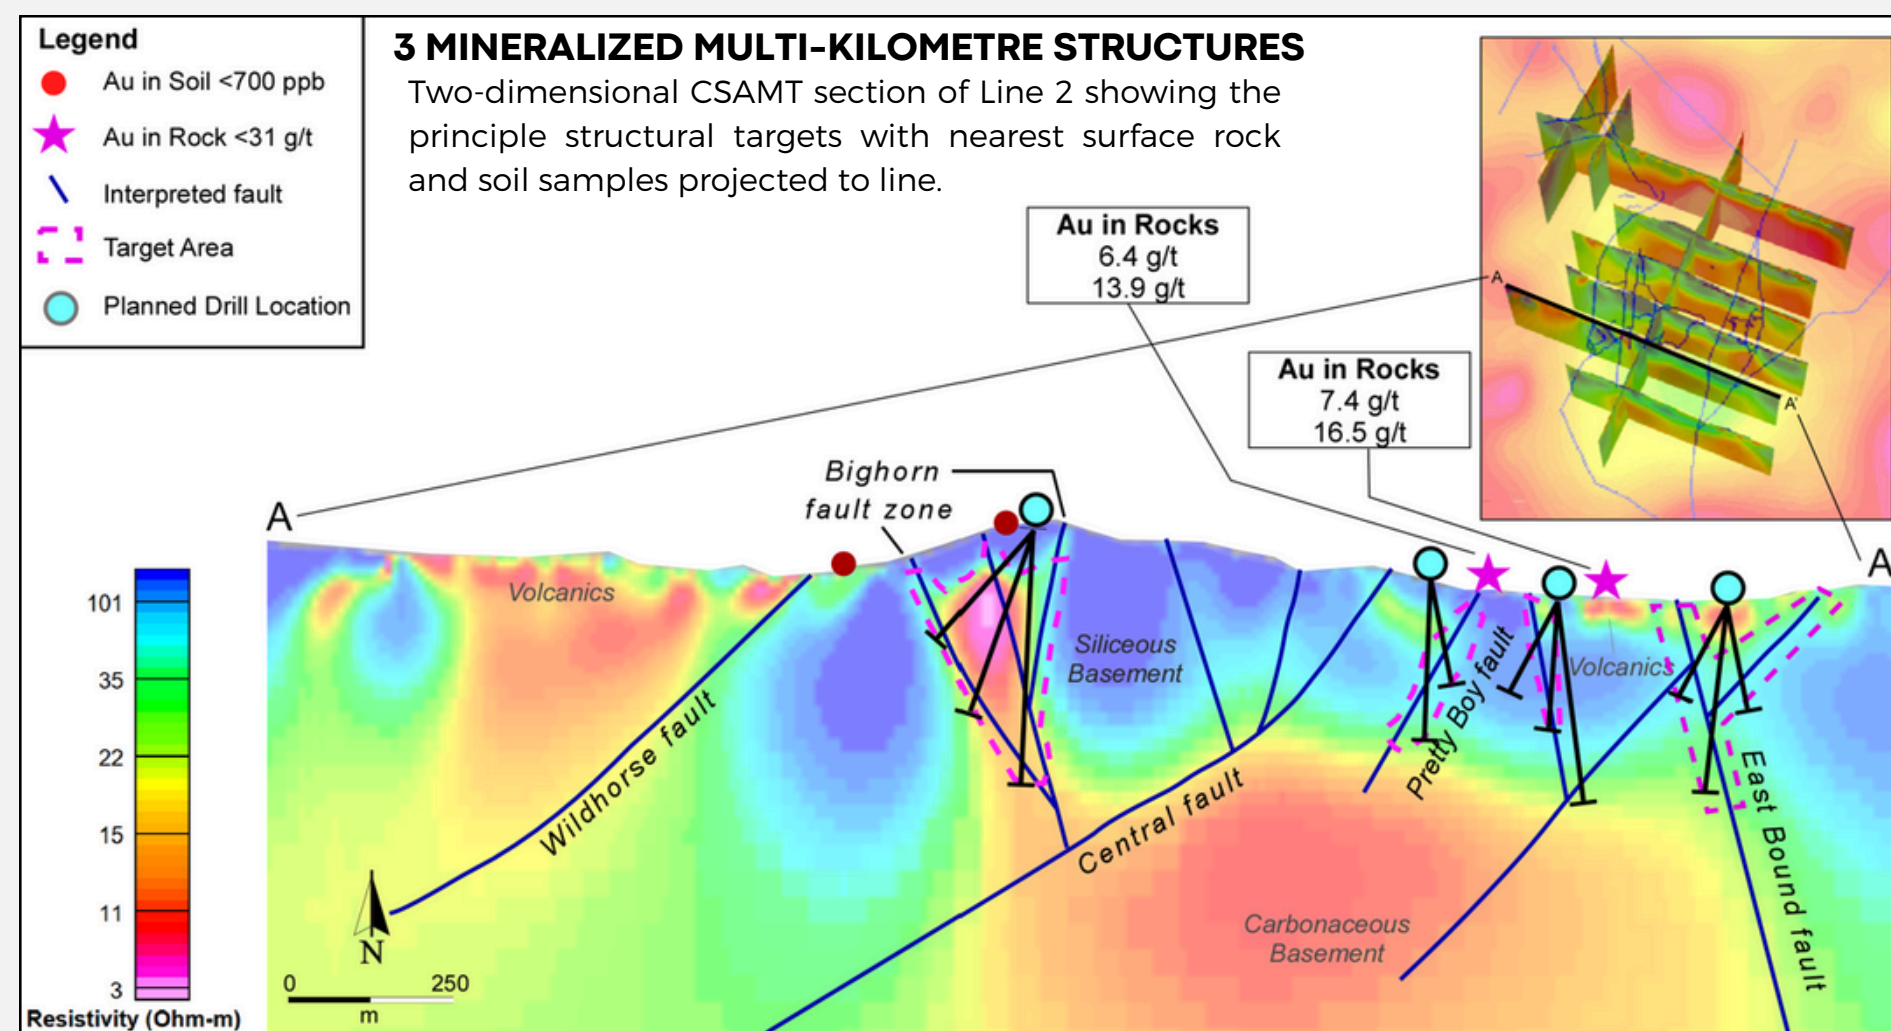 Legend
Au in Soil <700 ppb
Au in Rock <31 g/t
Interpreted fault
Target Area
Planned Drill Location
3 MINERALIZED MULTI-KILOMETRE STRUCTURES
Two-dimensional CSAMT section of Line 2 showing the
principle structural targets with nearest surface rock
and soil samples projected to line.
Au in Rocks
6.4 g/t
13.9 g/t
Au in Rocks
7.4 g/t
16.5 g/t
A
A'
A
A
Bighorn
fault zone
Volcanics
Siliceous
Basement
Volcanics
Wildhorse fault
Central fault
Pretty Boy fault
East Bound fault
Carbonaceous
Basement
101
35
22
15
11
3
Resistivity (Ohm-m)
N
0 250
m